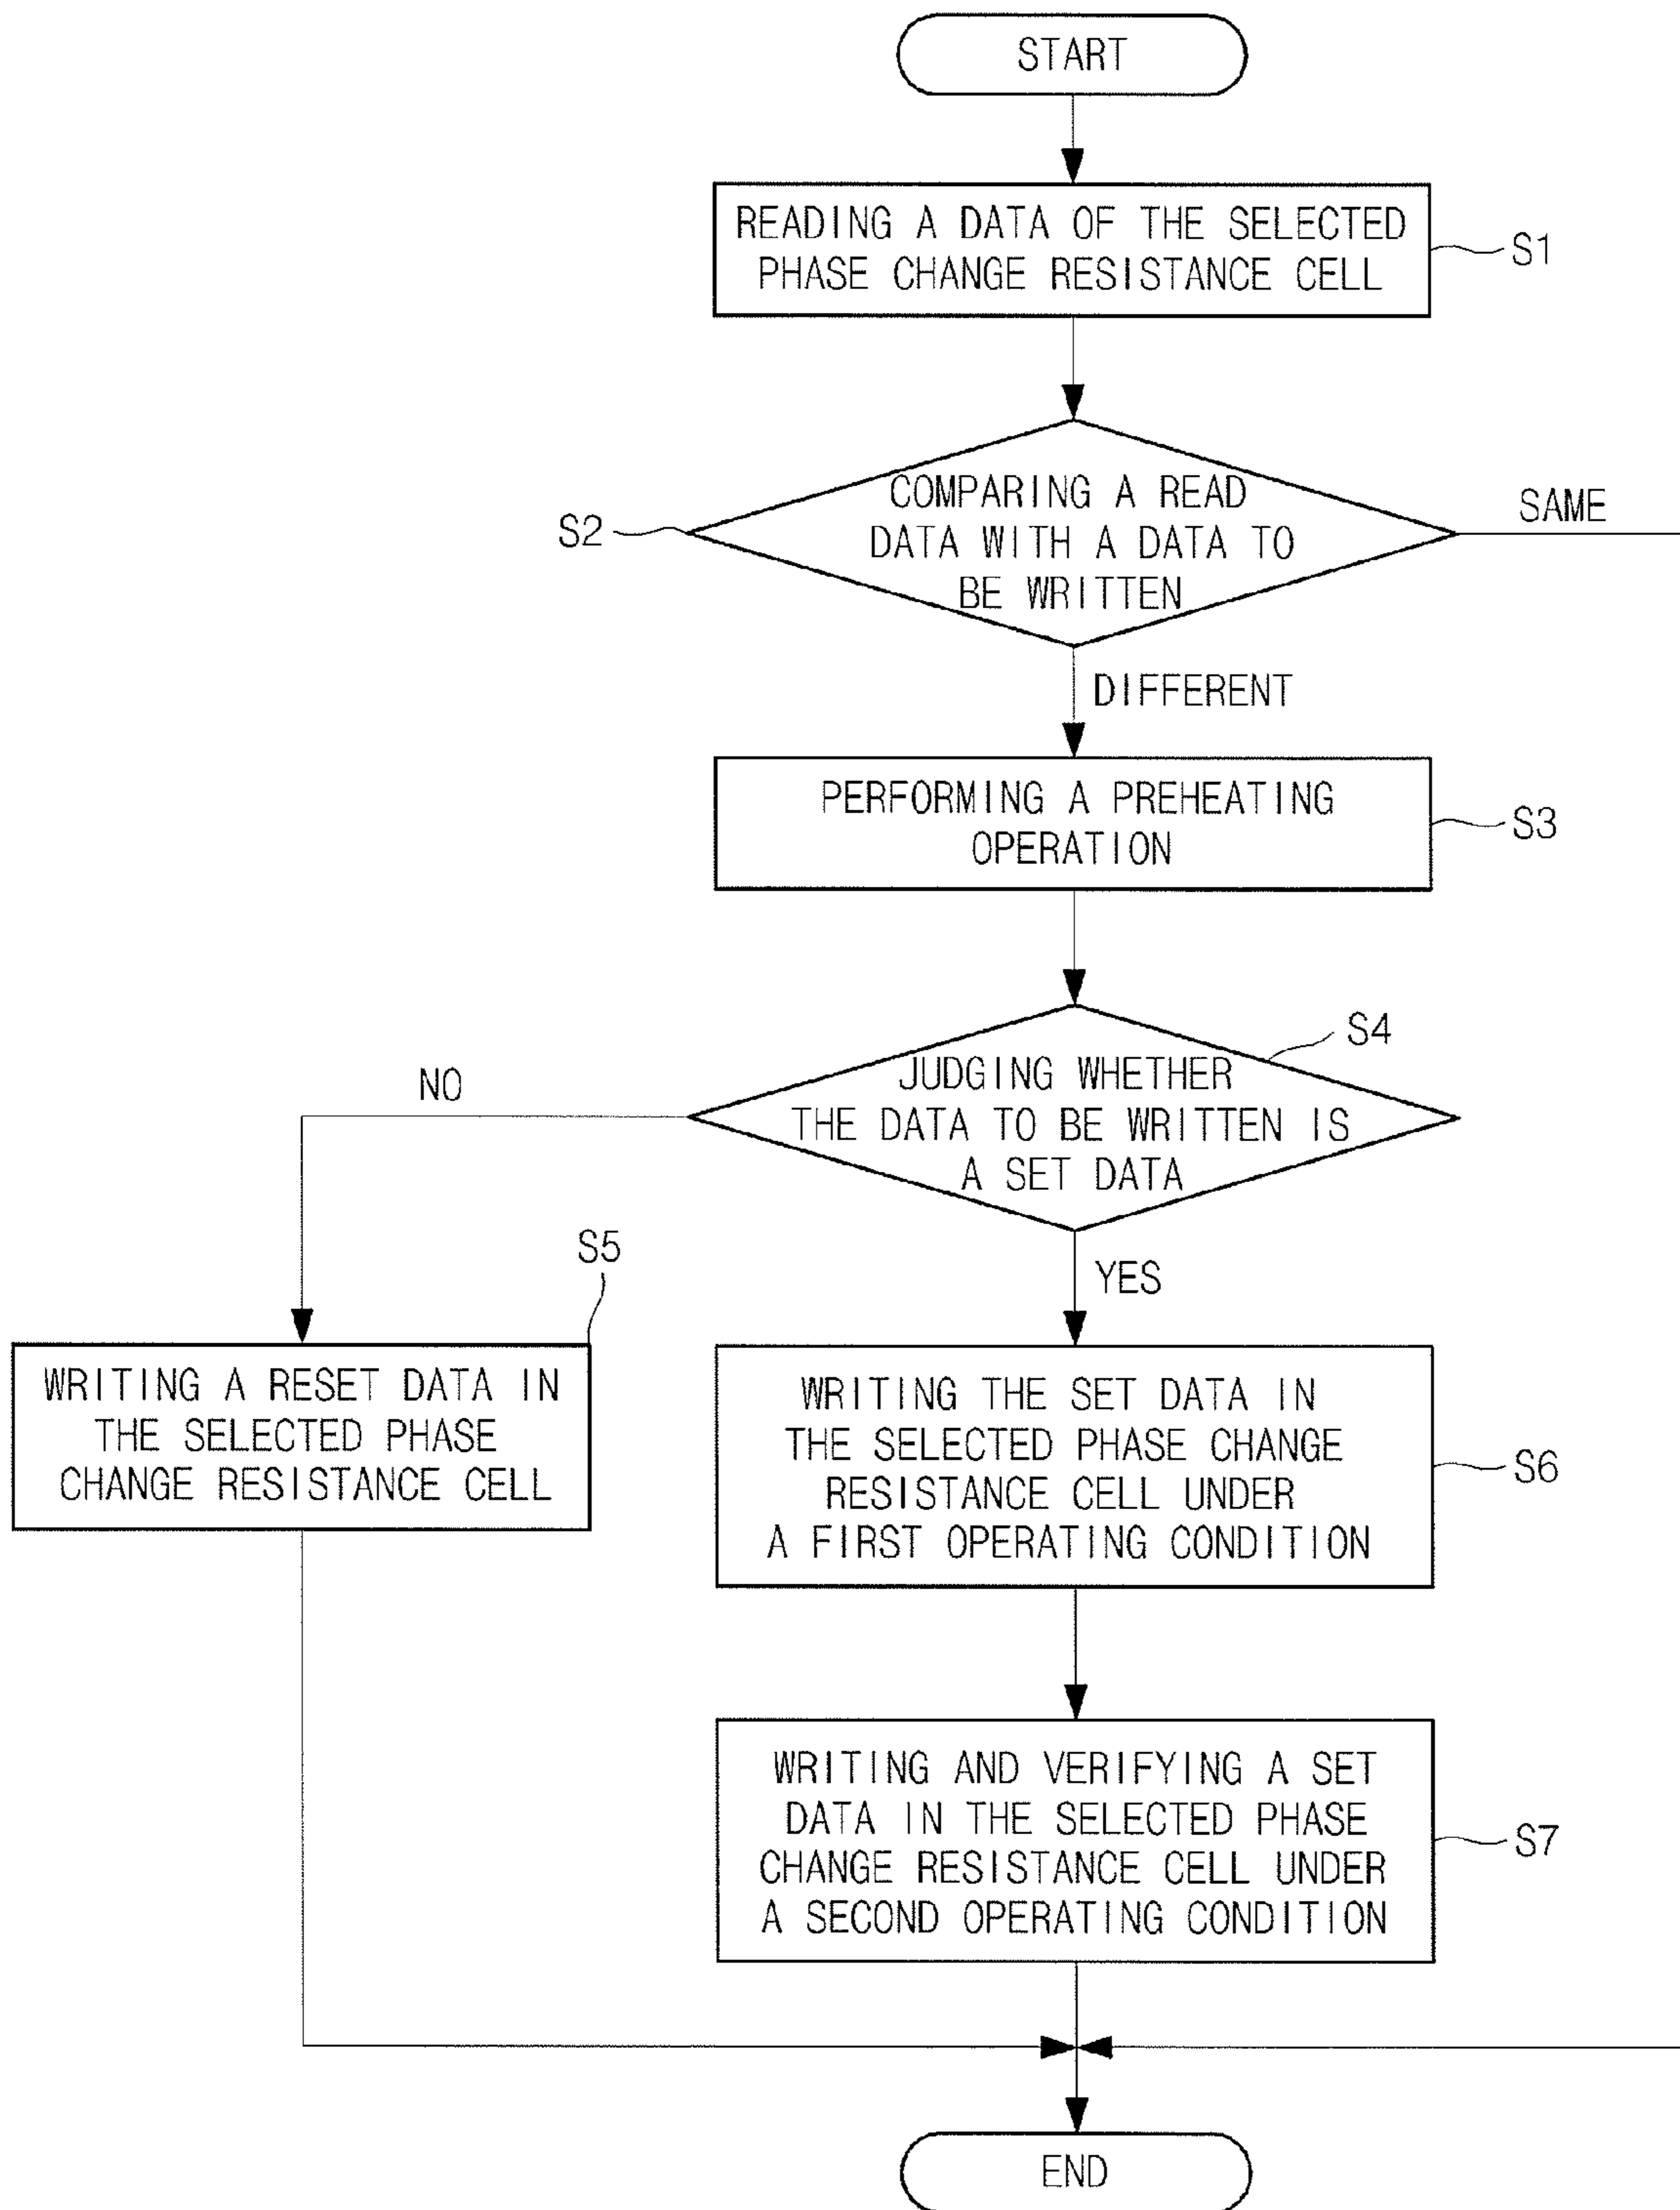 START
READING A DATA OF THE SELECTED
PHASE CHANGE RESISTANCE CELL
S1
COMPARING A READ
DATA WITH A DATA TO
BE WRITTEN
S2
SAME
DIFFERENT
PERFORMING A PREHEATING
OPERATION
S3
S4
JUDGING WHETHER
THE DATA TO BE WRITTEN IS
A SET DATA
NO
YES
S5
WRITING A RESET DATA IN
THE SELECTED PHASE
CHANGE RESISTANCE CELL
WRITING THE SET DATA IN
THE SELECTED PHASE CHANGE
RESISTANCE CELL UNDER
A FIRST OPERATING CONDITION
S6
WRITING AND VERIFYING A SET
DATA IN THE SELECTED PHASE
CHANGE RESISTANCE CELL UNDER
A SECOND OPERATING CONDITION
S7
END